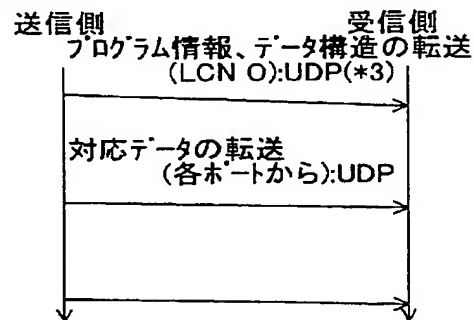 送信側 受信側
プログラム情報、データ構造の転送
(LCN 0):UDP(*3)
対応データの転送
(各ポートから):UDP